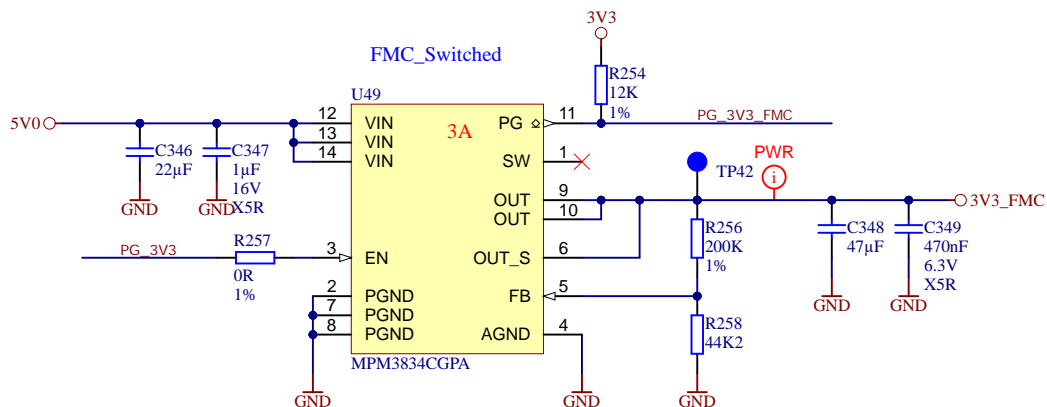 3V3
FMC_Switched
R254
12K
1%
U49
5V0
12
VIN
3A
PG
11
PG_3V3_FMC
13
VIN
14
VIN
SW
1
TP42
PWR
i
C346
22µF
C347
1µF
16V
X5R
GND
GND
OUT
9
OUT
10
3V3_FMC
R256
200K
1%
C348
47µF
C349
470nF
6.3V
X5R
PG_3V3
R257
0R
1%
3
EN
OUT_S
6
2
PGND
FB
5
GND
GND
7
PGND
8
PGND
AGND
4
R258
44K2
MPM3834CGPA
GND
GND
GND